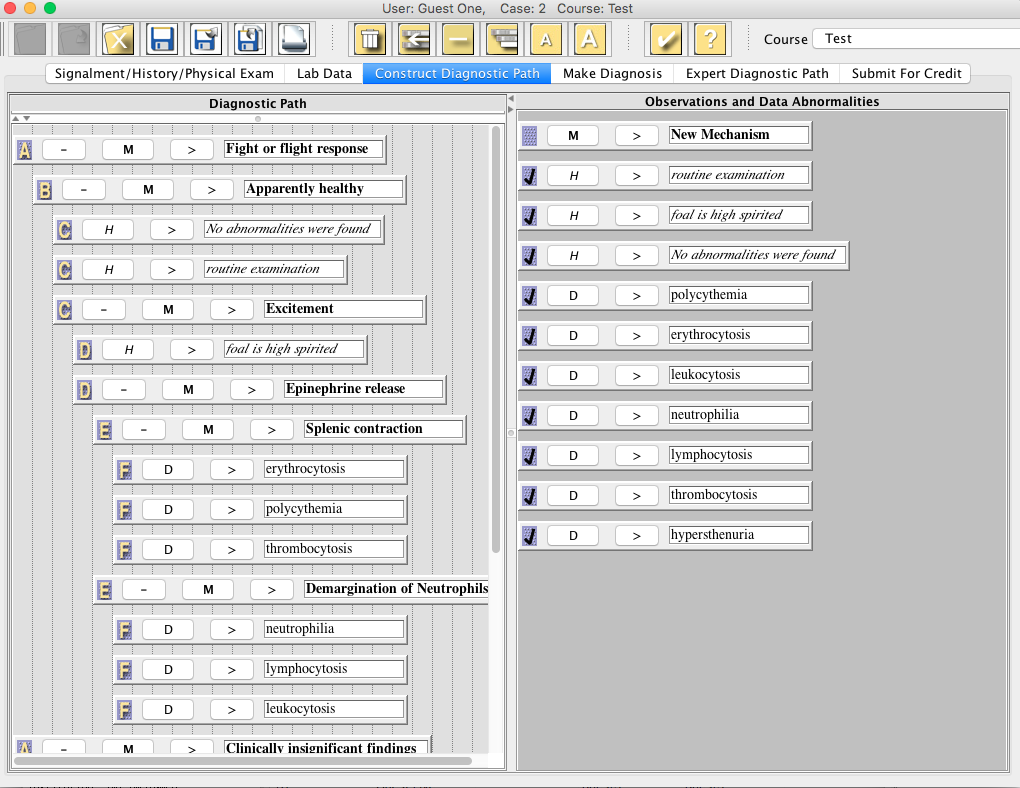 User: Guest One, Case: 2 Course: Test
X A A ? Course Test
Signalment/History/Physical Exam Lab Data Construct Diagnostic Path Make Diagnosis Expert Diagnostic Path Submit For Credit
Diagnostic Path
A - M > Fight or flight response
B - M > Apparently healthy
C H > No abnormalities were found
C H > routine examination
C - M > Excitement
D H > foal is high spirited
D - M > Epinephrine release
E - M > Splenic contraction
F D > erythrocytosis
F D > polycythemia
F D > thrombocytosis
E - M > Demargination of Neutrophils
F D > neutrophilia
F D > lymphocytosis
F D > leukocytosis
A - M > Clinically insignificant findings
Observations and Data Abnormalities
M > New Mechanism
H > routine examination
H > foal is high spirited
H > No abnormalities were found
D > polycythemia
D > erythrocytosis
D > leukocytosis
D > neutrophilia
D > lymphocytosis
D > thrombocytosis
D > hypersthenuria